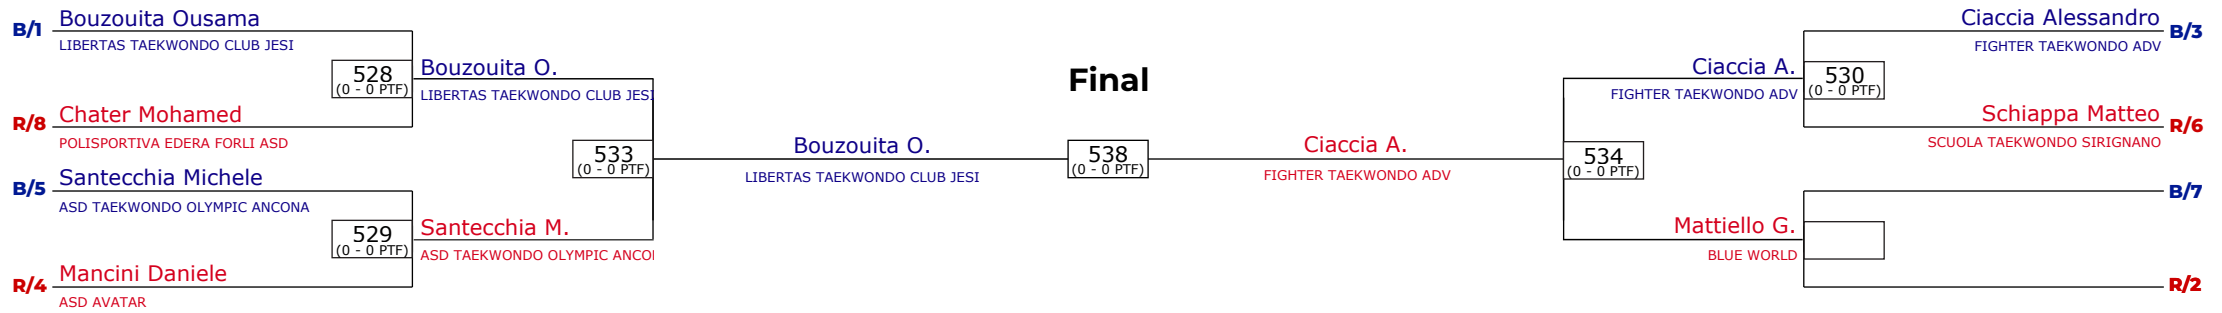 B/1
Bouzouita Ousama
LIBERTAS TAEKWONDO CLUB JESI
528
(0 - 0 PTF)
R/8
Chater Mohamed
POLISPORTIVA EDERA FORLI ASD
Bouzouita O.
LIBERTAS TAEKWONDO CLUB JESI
B/5
Santecchia Michele
ASD TAEKWONDO OLYMPIC ANCONA
529
(0 - 0 PTF)
R/4
Mancini Daniele
ASD AVATAR
Santecchia M.
ASD TAEKWONDO OLYMPIC ANCO
533
(0 - 0 PTF)
Bouzouita O.
LIBERTAS TAEKWONDO CLUB JESI
Final
538
(0 - 0 PTF)
Ciaccia A.
FIGHTER TAEKWONDO ADV
534
(0 - 0 PTF)
Ciaccia A.
FIGHTER TAEKWONDO ADV
Mattiello G.
BLUE WORLD
Ciaccia Alessandro
B/3
FIGHTER TAEKWONDO ADV
530
(0 - 0 PTF)
Schiappa Matteo
R/6
SCUOLA TAEKWONDO SIRIGNANO
B/7
R/2